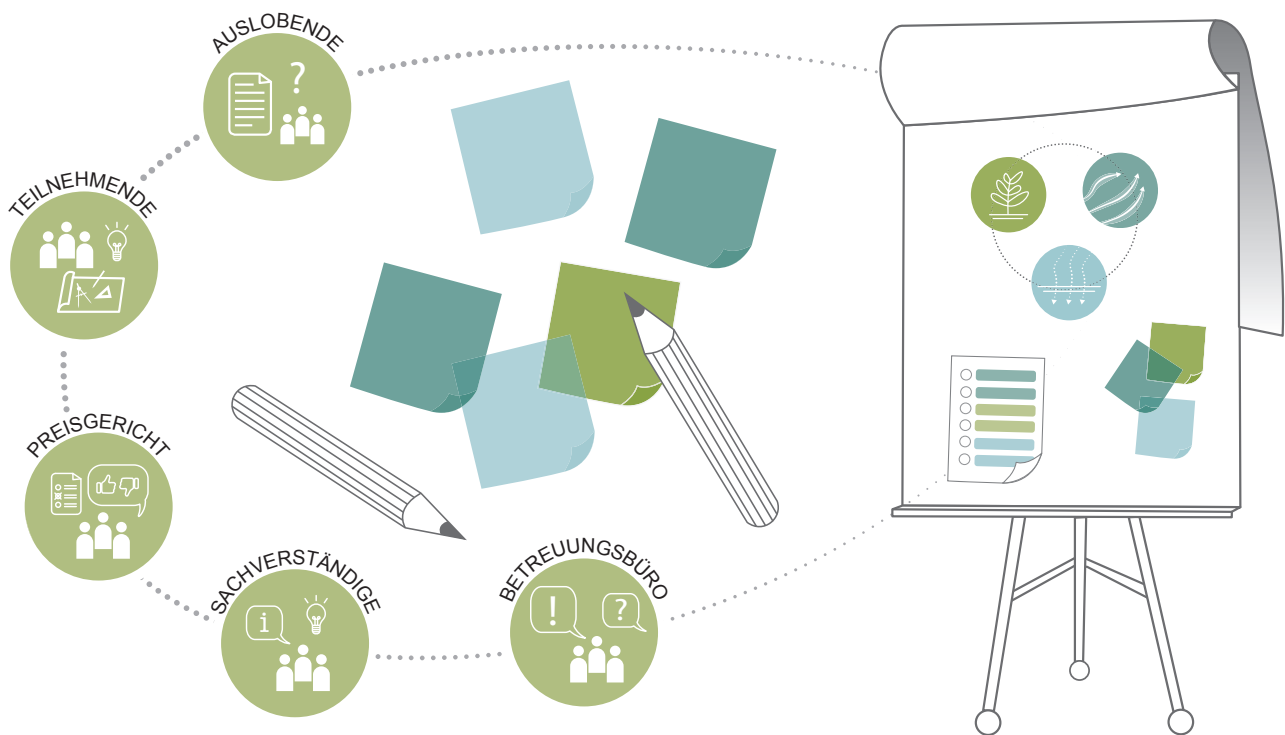 AUSLOBENDE
?
TEILNEHMENDE
PREISGERICHT
SACHVERSTÄNDIGE
i
BETREUUNGSBÜRO
!
?